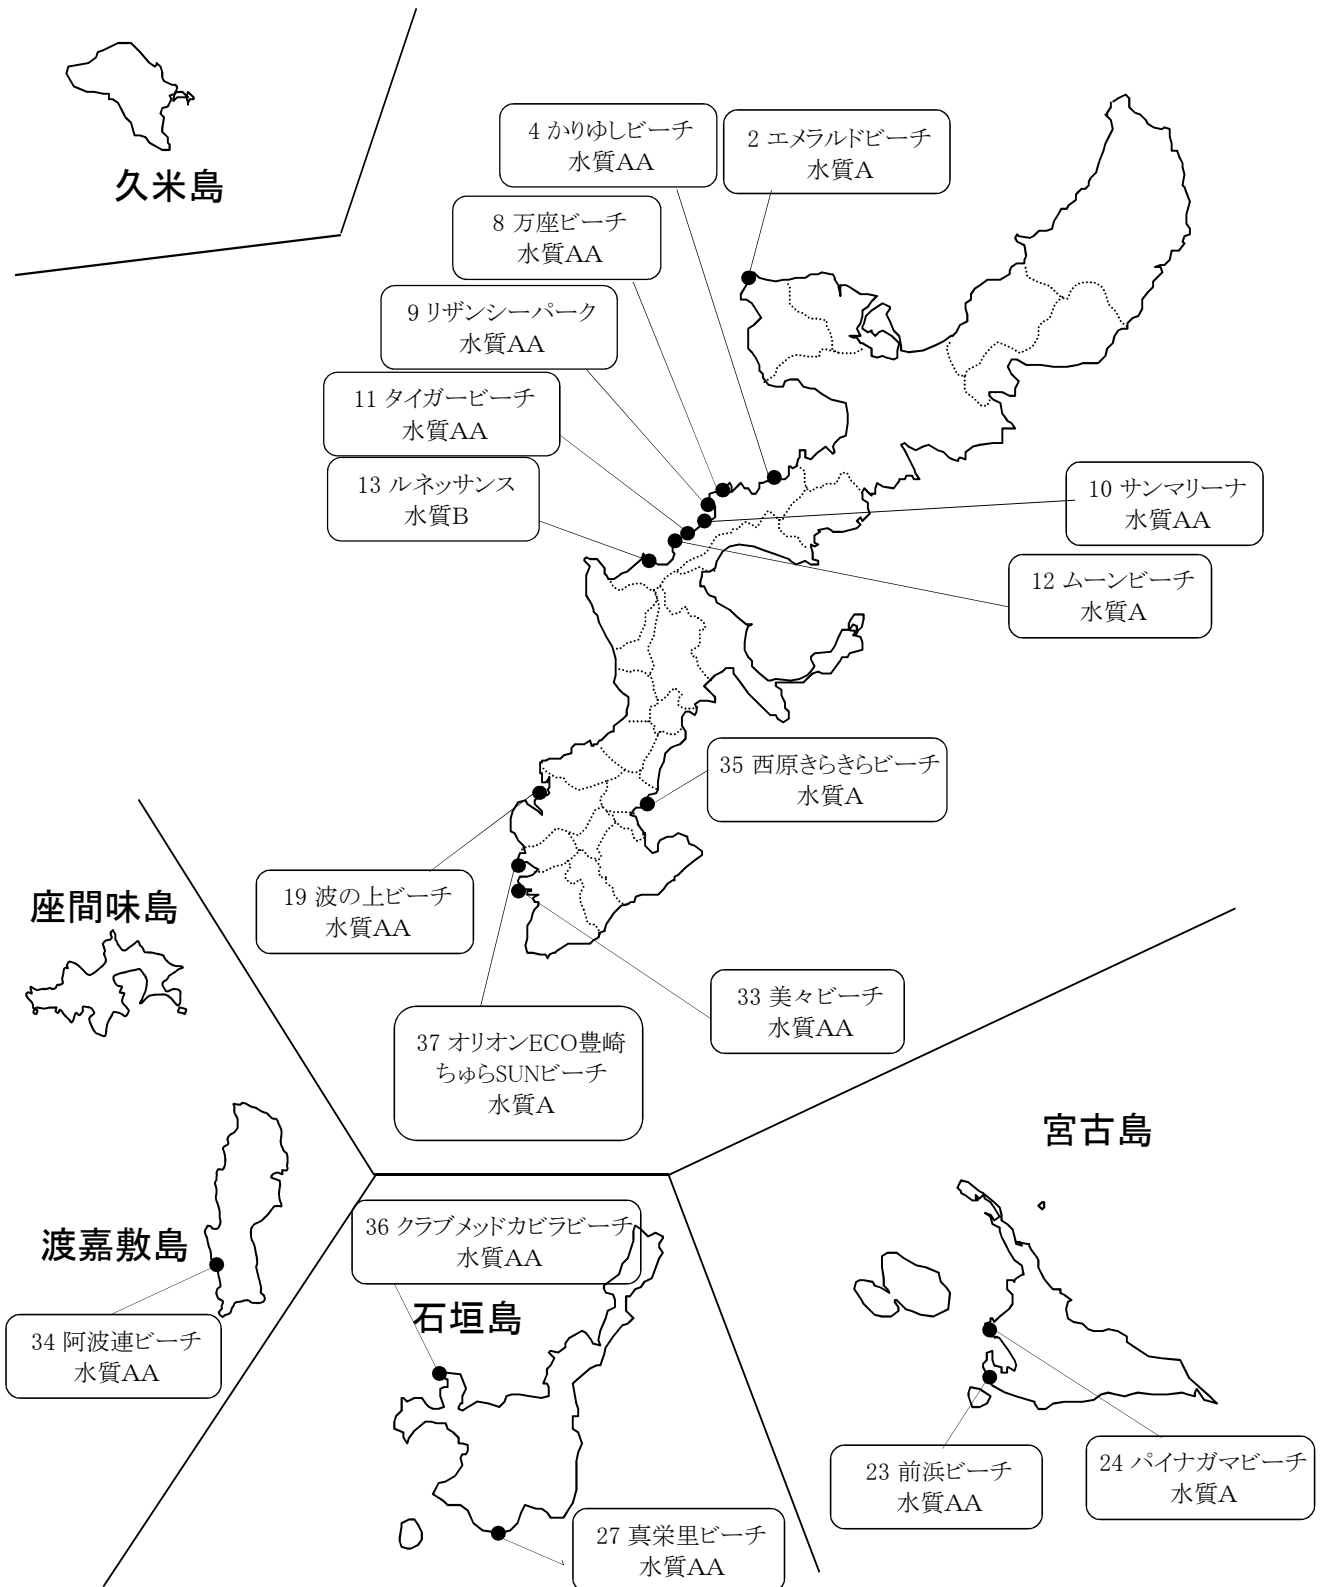 久米島
4 かりゆしビーチ
水質AA
2 エメラルドビーチ
水質A
8 万座ビーチ
水質AA
9 リザンシーパーク
水質AA
11 タイガービーチ
水質AA
13 ルネッサンス
水質B
10 サンマリーナ
水質AA
12 ムーンビーチ
水質A
35 西原きらきらビーチ
水質A
19 波の上ビーチ
水質AA
座間味島
33 美々ビーチ
水質AA
37 オリオンECO豊崎
ちゅらSUNビーチ
水質A
宮古島
渡嘉敷島
36 クラブメッドカビラビーチ
水質AA
石垣島
34 阿波連ビーチ
水質AA
23 前浜ビーチ
水質AA
24 パイナガマビーチ
水質A
27 真栄里ビーチ
水質AA